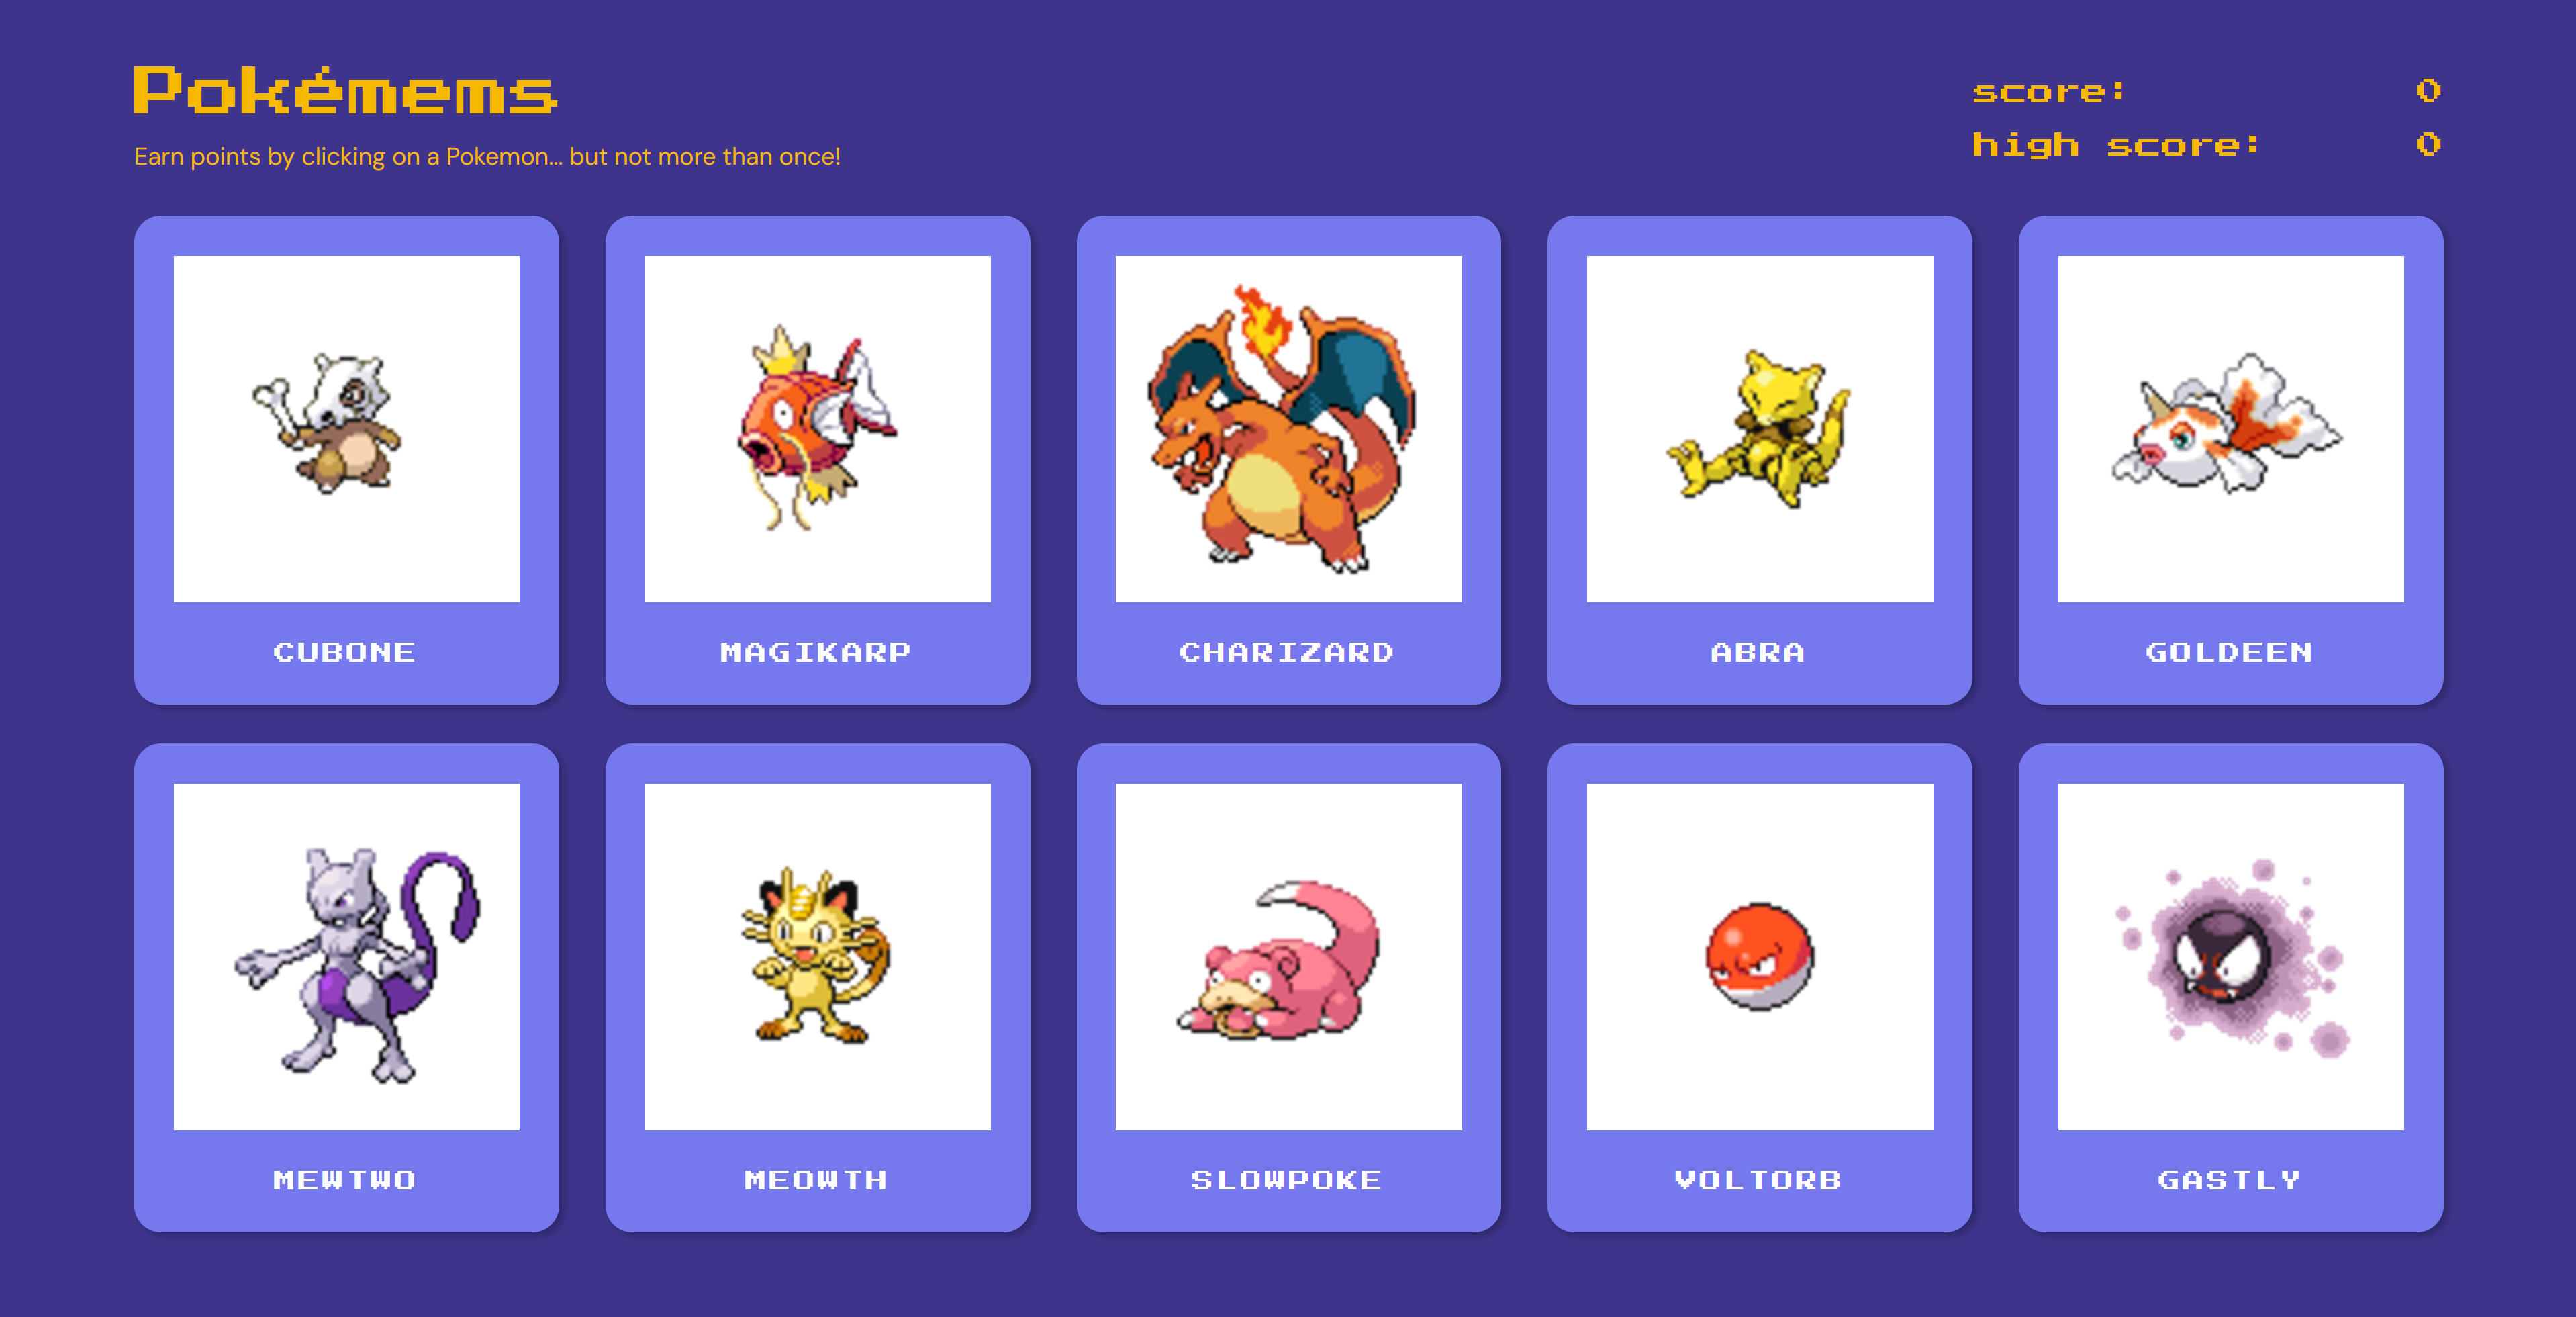 Pokémems
Earn points by clicking on a Pokemon... but not more than once!
score: 0
high score: 0
CUBONE
MAGIKARP
CHARIZARD
ABRA
GOLDEEN
MEWTWO
MEOWTH
SLOWPOKE
VOLTORB
GASTLY